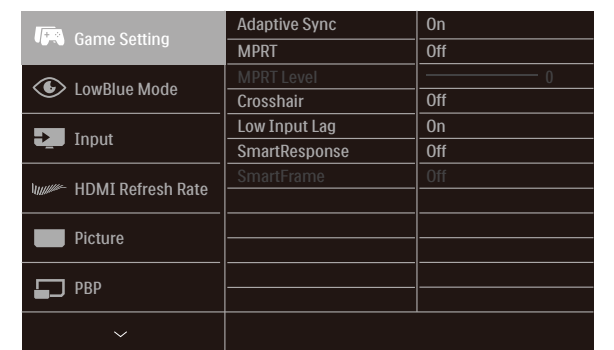 Game Setting
LowBlue Mode
Input
HDMI Refresh Rate
Picture
PBP
Adaptive Sync On
MPRT Off
MPRT Level 0
Crosshair Off
Low Input Lag On
SmartResponse Off
SmartFrame Off